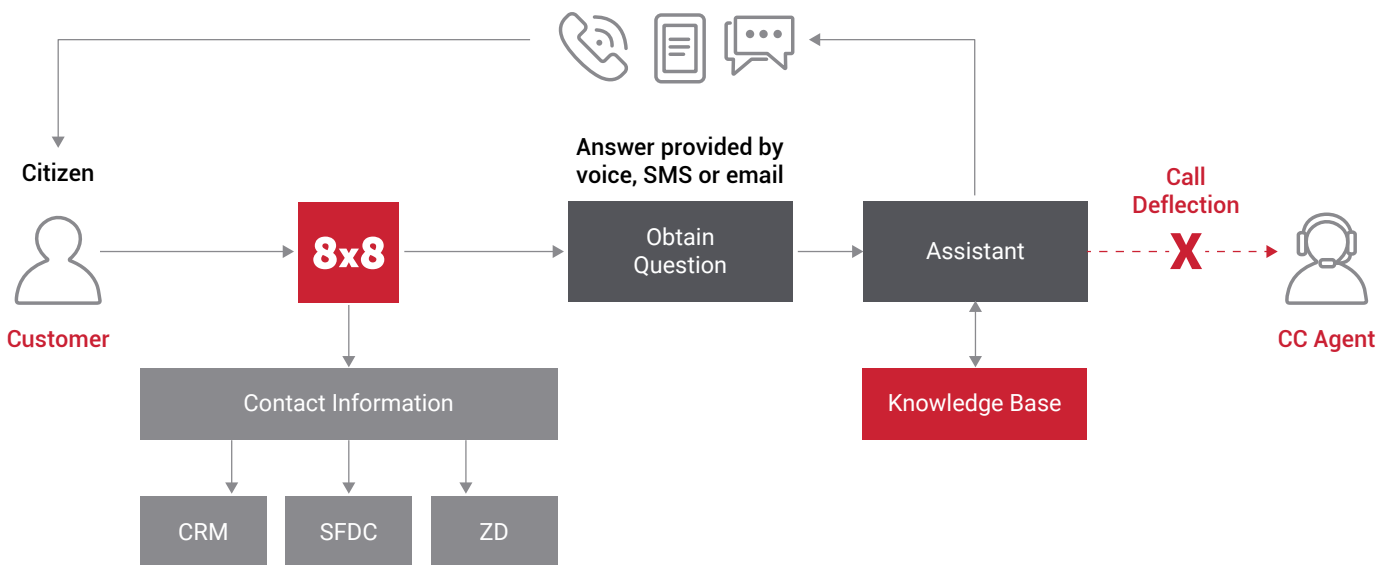 Citizen
Customer
8x8
Answer provided by
voice, SMS or email
Obtain
Question
Assistant
Call
Deflection
X
CC Agent
Contact Information
Knowledge Base
CRM
SFDC
ZD